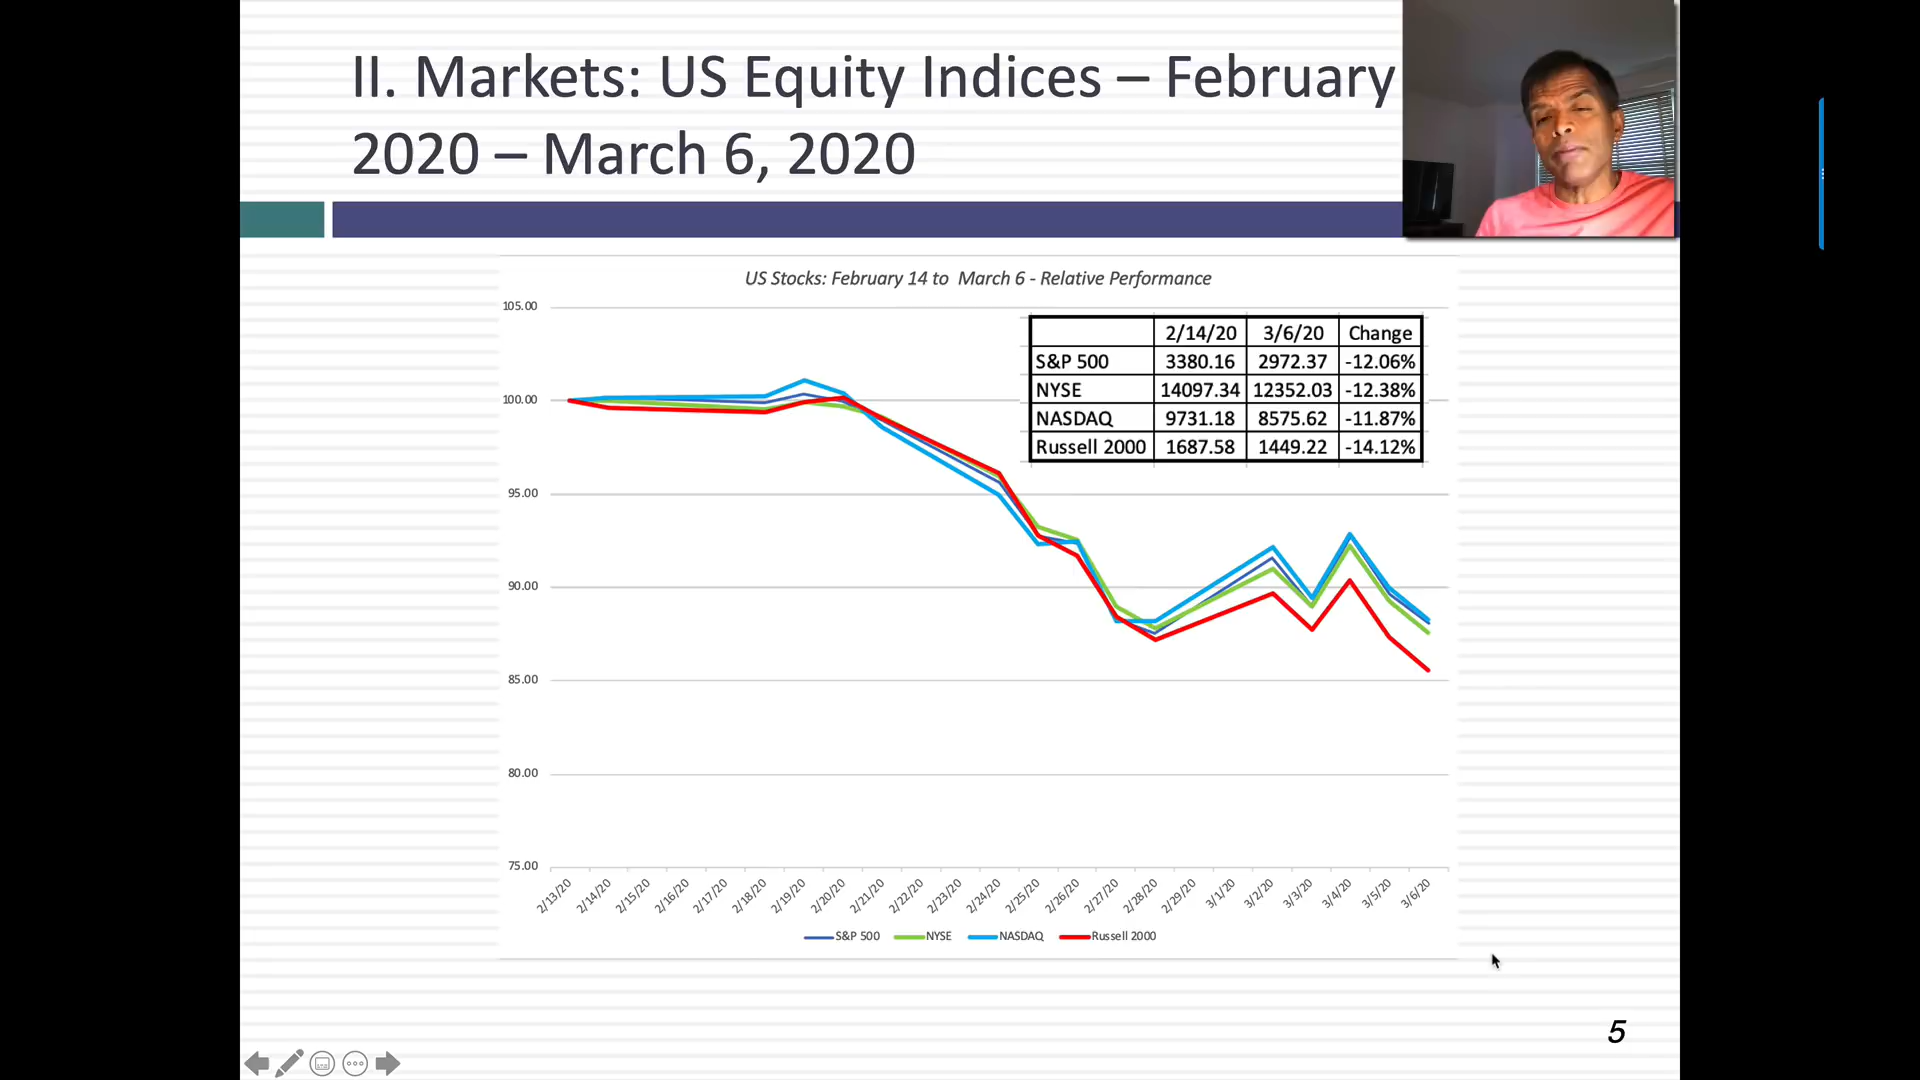 II. Markets: US Equity Indices – February
2020 – March 6, 2020
US Stocks: February 14 to March 6 - Relative Performance
105.00
100.00
95.00
90.00
85.00
80.00
75.00
2/14/20 3/6/20 Change
S&P 500 3380.16 2972.37 -12.06%
NYSE 14097.34 12352.03 -12.38%
NASDAQ 9731.18 8575.62 -11.87%
Russell 2000 1687.58 1449.22 -14.12%
2/13/20 2/14/20 2/15/20 2/16/20 2/17/20 2/18/20 2/19/20 2/20/20 2/21/20 2/22/20 2/23/20 2/24/20 2/25/20 2/26/20 2/27/20 2/28/20 2/29/20 3/1/20 3/2/20 3/3/20 3/4/20 3/5/20 3/6/20
S&P 500 NYSE NASDAQ Russell 2000
5